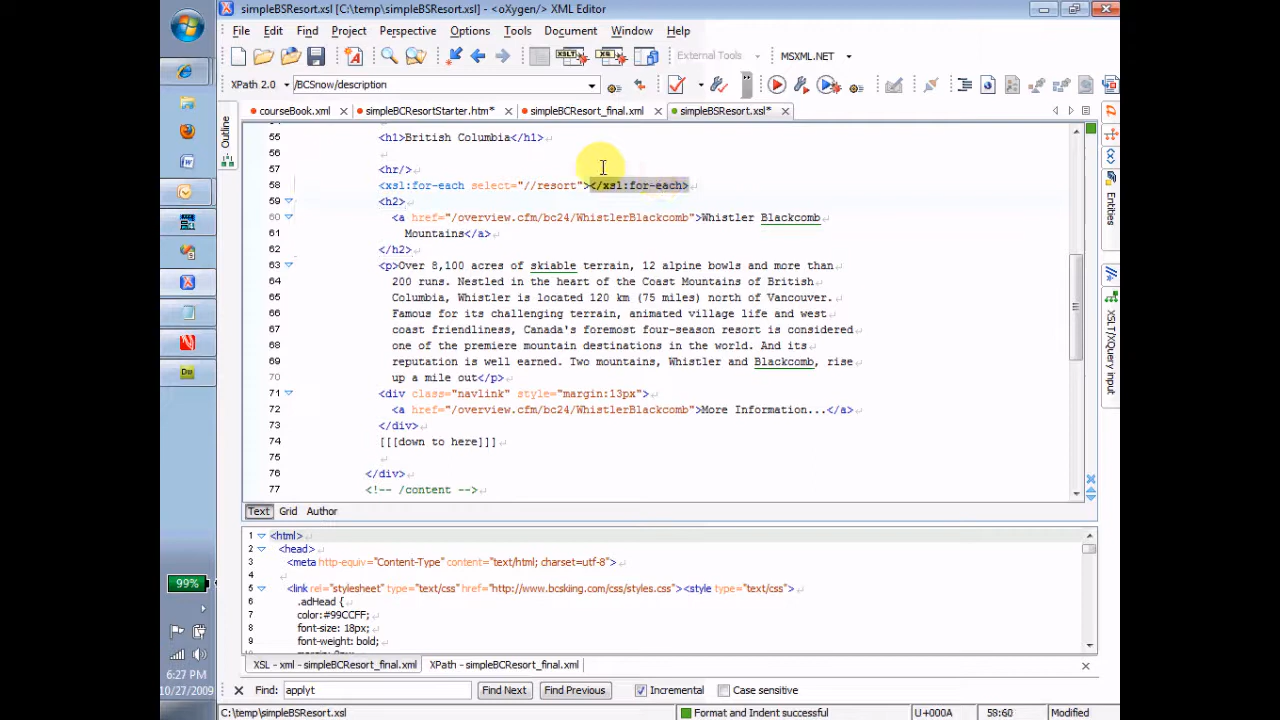 simpleBSResort.xsl [C:\temp\simpleBSResort.xsl] - <oXygen/> XML Editor
File Edit Find Project Perspective Options Tools Document Window Help
External Tools MSXML.NET
XPath 2.0 /BCSnow/description
courseBook.xml simpleBCResortStarter.htm* simpleBCResort_final.xml simpleBSResort.xsl*
Outline
55 <h1>British Columbia</h1>
56
57 <hr/>
58 <xsl:for-each select="//resort"></xsl:for-each>
59 <h2>
60 <a href="/overview.cfm/bc24/WhistlerBlackcomb">Whistler Blackcomb
61 Mountains</a>
62 </h2>
63 <p>Over 8,100 acres of skiable terrain, 12 alpine bowls and more than
64 200 runs. Nestled in the heart of the Coast Mountains of British
65 Columbia, Whistler is located 120 km (75 miles) north of Vancouver.
66 Famous for its challenging terrain, animated village life and west
67 coast friendliness, Canada's foremost four-season resort is considered
68 one of the premiere mountain destinations in the world. And its
69 reputation is well earned. Two mountains, Whistler and Blackcomb, rise
70 up a mile out</p>
71 <div class="navlink" style="margin:13px">
72 <a href="/overview.cfm/bc24/WhistlerBlackcomb">More Information...</a>
73 </div>
74 [[[down to here]]]
75
76 </div>
77 <!-- /content -->
Entities
XSLT/XQuery input
Text Grid Author
1 <html>
2 <head>
3 <meta http-equiv="Content-Type" content="text/html; charset=utf-8">
4
5 <link rel="stylesheet" type="text/css" href="http://www.bcskiing.com/css/styles.css"><style type="text/css">
6 .adHead {
7 color:#99CCFF;
8 font-size: 18px;
9 font-weight: bold;
XSL - xml - simpleBCResort_final.xml XPath - simpleBCResort_final.xml
Find: applyt Find Next Find Previous Incremental Case sensitive
C:\temp\simpleBSResort.xsl Format and Indent successful U+000A 58:60 Modified
99%
6:27 PM
10/27/2009